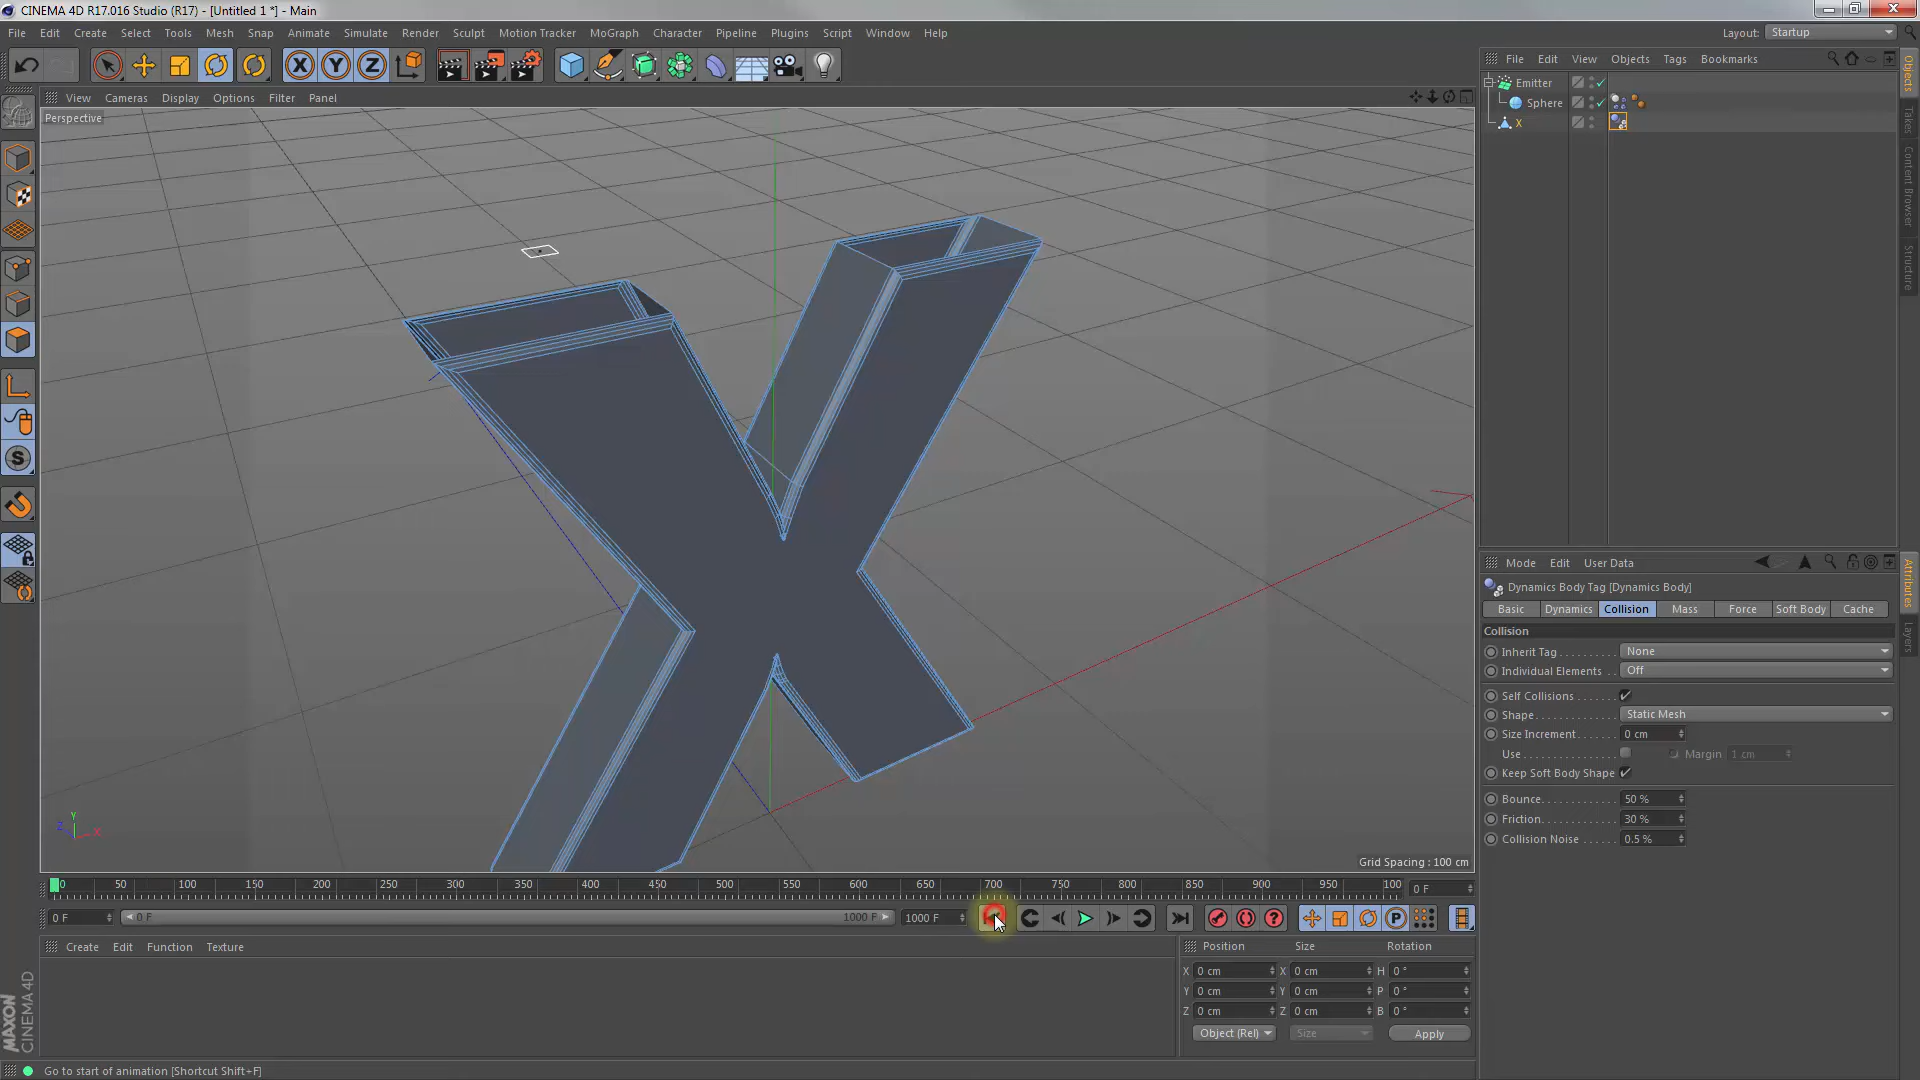 CINEMA 4D R17.016 Studio (R17) - [Untitled 1 *] - Main
File Edit Create Select Tools Mesh Snap Animate Simulate Render Sculpt Motion Tracker MoGraph Character Pipeline Plugins Script Window Help
Layout: Startup
X Y Z
View Cameras Display Options Filter Panel
Perspective
File Edit View Objects Tags Bookmarks
Emitter
Sphere
X
Objects
Takes
Content Browser
Structure
Y
Z X
Grid Spacing : 100 cm
Mode Edit User Data
Dynamics Body Tag [Dynamics Body]
Basic Dynamics Collision Mass Force Soft Body Cache
Collision
Inherit Tag . . . . . . . . . . None
Individual Elements . . Off
Self Collisions . . . . . .
Shape. . . . . . . . . . . . . . Static Mesh
Size Increment. . . . . . 0 cm
Use . . . . . . . . . . . . . . Margin 1 cm
Keep Soft Body Shape
Bounce. . . . . . . . . . . . 50 %
Friction. . . . . . . . . . . . 30 %
Collision Noise . . . . . . 0.5 %
Attributes
Layers
0 50 100 150 200 250 300 350 400 450 500 550 600 650 700 750 800 850 900 950 100 0 F
0 F 0 F 1000 F 1000 F
P
Create Edit Function Texture
Position Size Rotation
X 0 cm X 0 cm H 0 °
Y 0 cm Y 0 cm P 0 °
Z 0 cm Z 0 cm B 0 °
Object (Rel) Size Apply
MAXON
CINEMA 4D
Go to start of animation [Shortcut Shift+F]